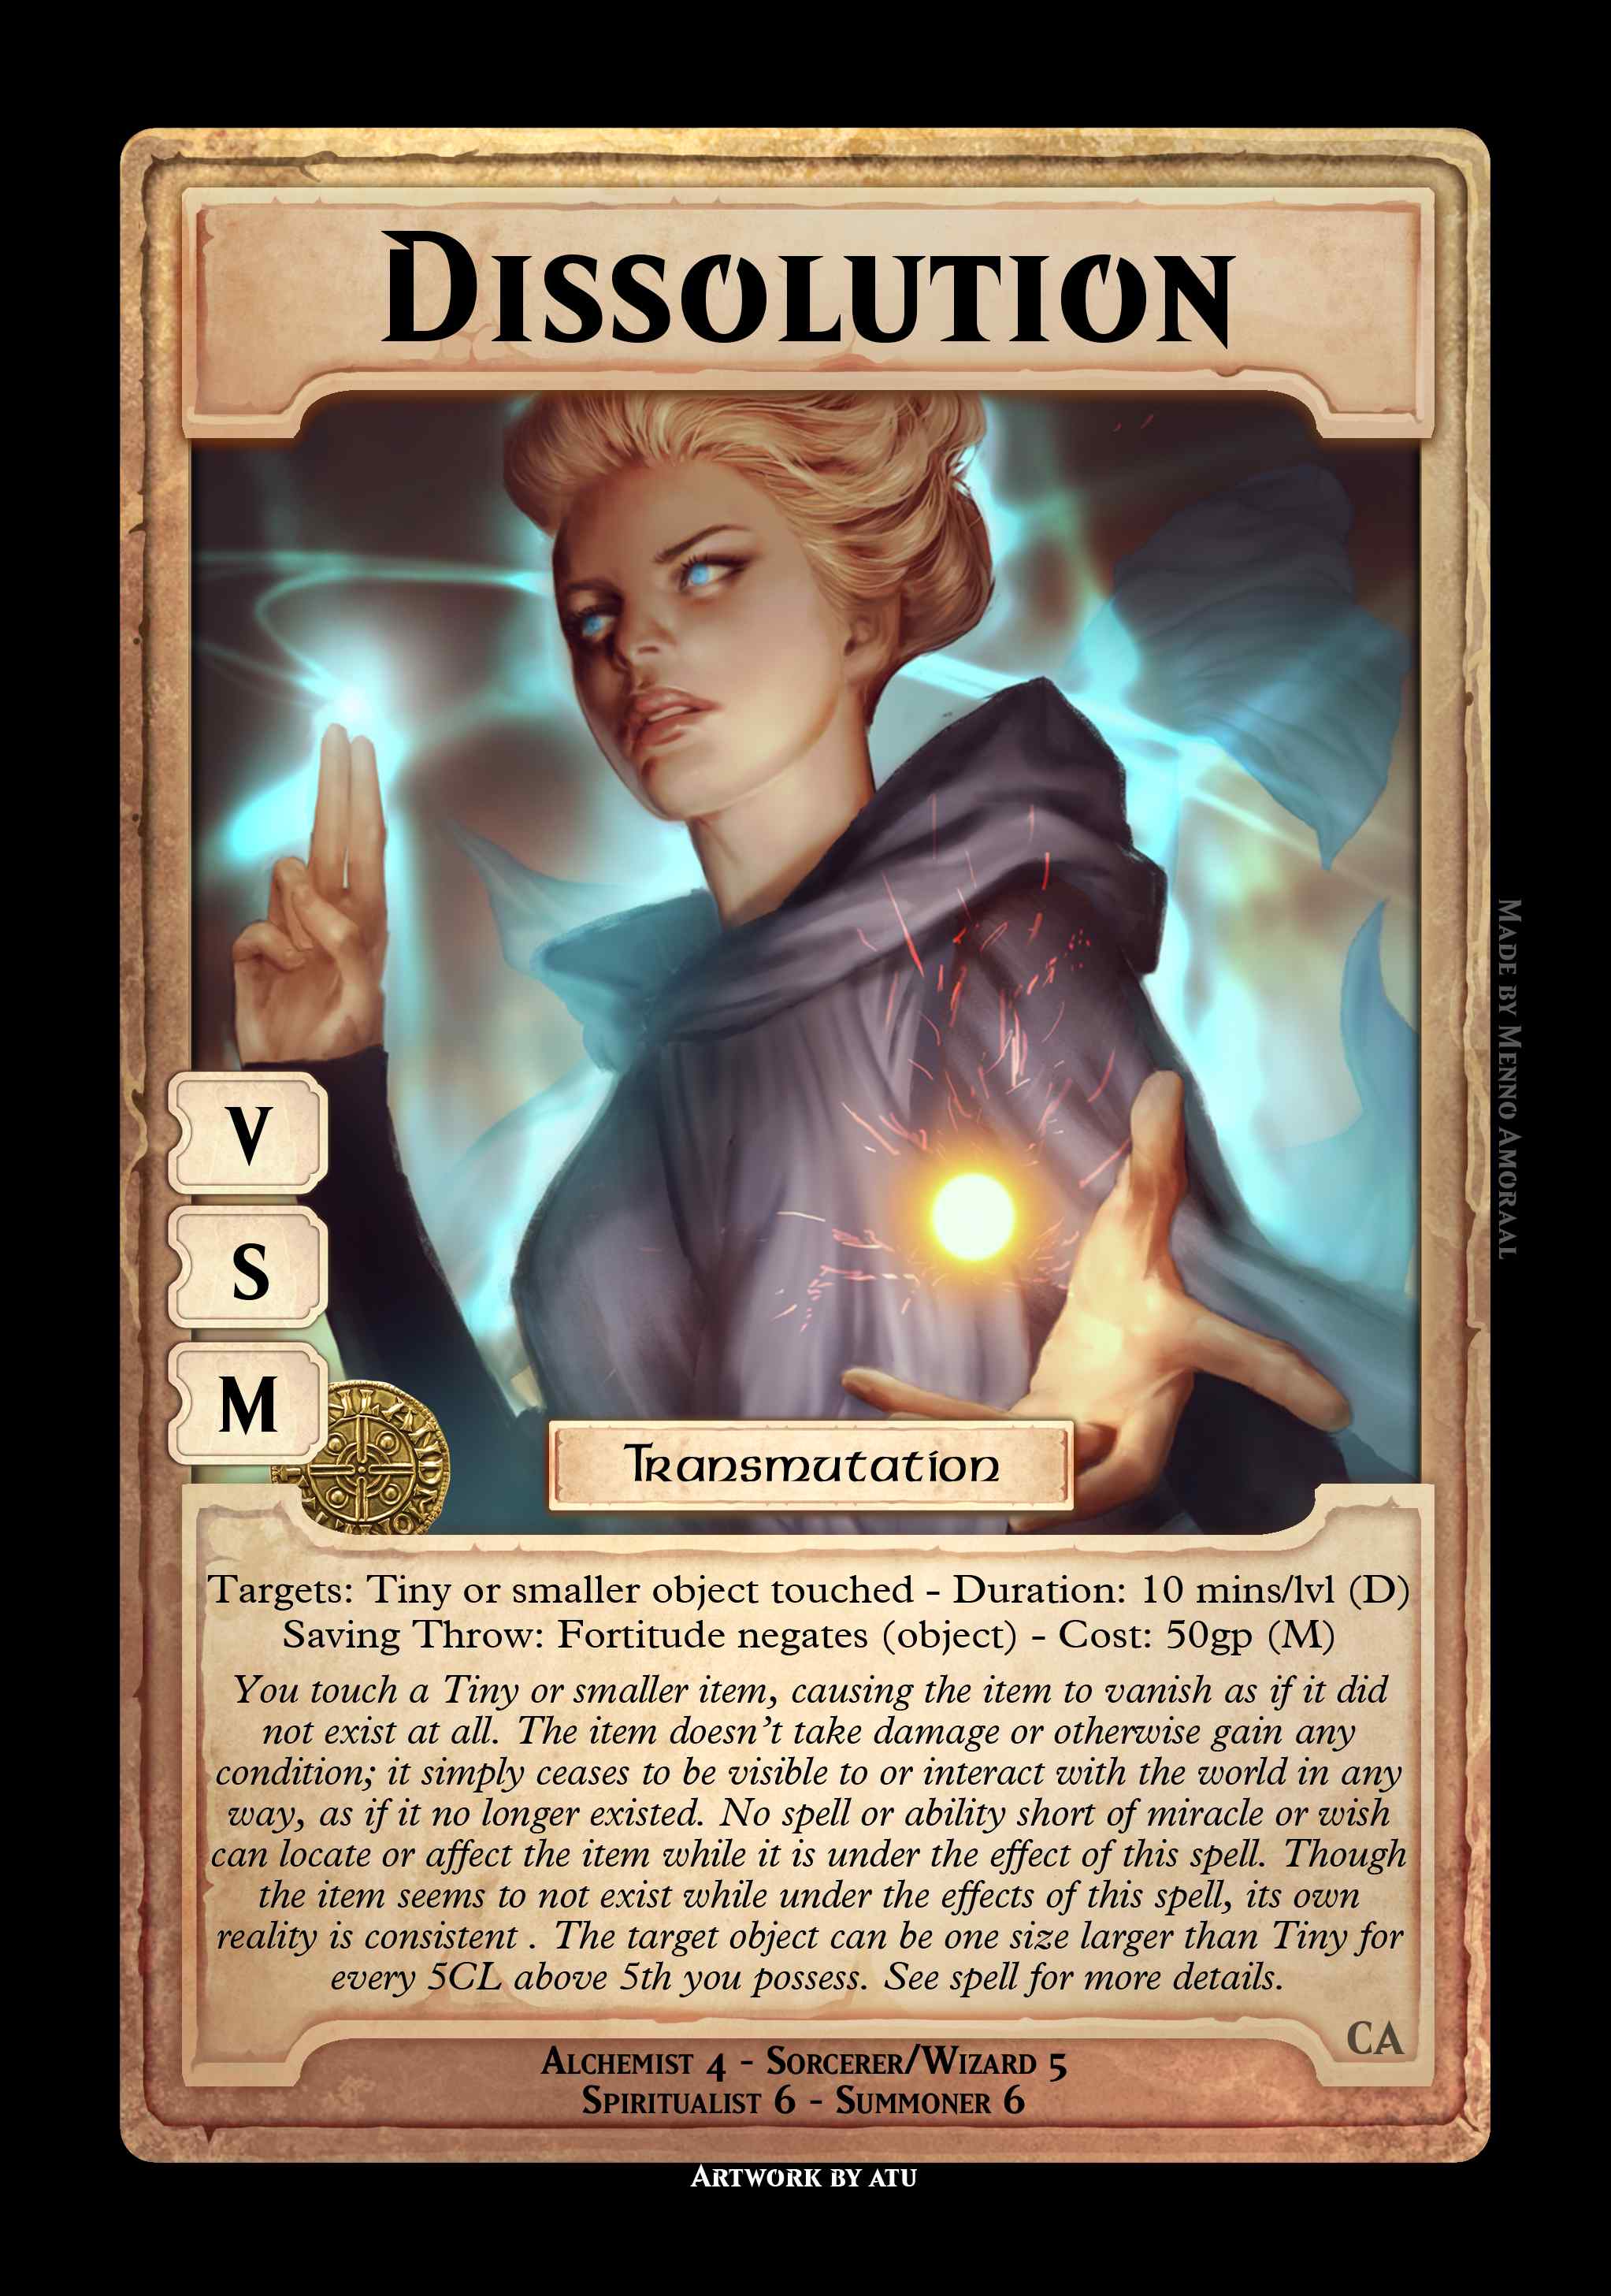 Dissolution
V
S
M
Transmutation
Targets: Tiny or smaller object touched - Duration: 10 mins/lvl (D)
Saving Throw: Fortitude negates (object) - Cost: 50gp (M)
You touch a Tiny or smaller item, causing the item to vanish as if it did
not exist at all. The item doesn't take damage or otherwise gain any
condition; it simply ceases to be visible to or interact with the world in any
way, as if it no longer existed. No spell or ability short of miracle or wish
can locate or affect the item while it is under the effect of this spell. Though
the item seems to not exist while under the effects of this spell, its own
reality is consistent . The target object can be one size larger than Tiny for
every 5CL above 5th you possess. See spell for more details.
CA
Alchemist 4 - Sorcerer/Wizard 5
Spiritualist 6 - Summoner 6
Artwork by atu
Made by Menno Amoraal